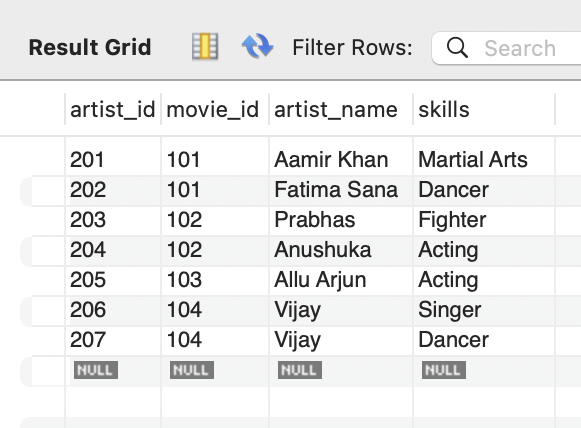 Result Grid Filter Rows: Search
artist_id movie_id artist_name skills
201 101 Aamir Khan Martial Arts
202 101 Fatima Sana Dancer
203 102 Prabhas Fighter
204 102 Anushuka Acting
205 103 Allu Arjun Acting
206 104 Vijay Singer
207 104 Vijay Dancer
NULL NULL NULL NULL